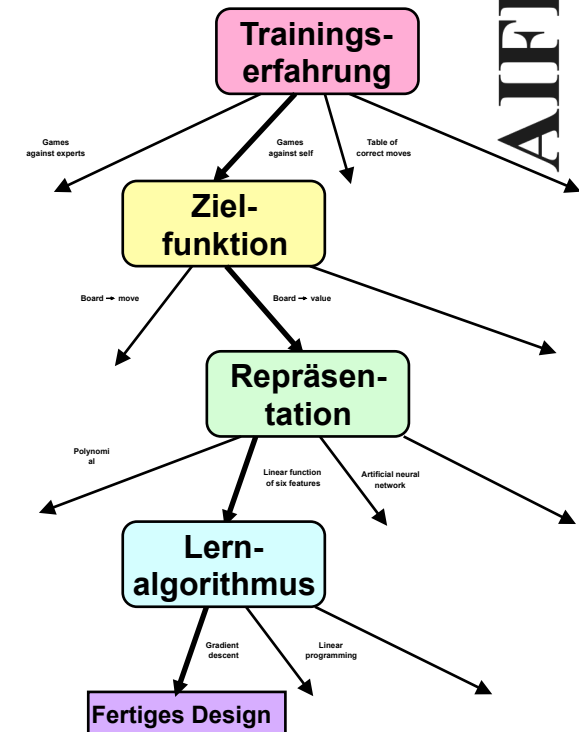 Trainings-
erfahrung
Games
against experts
Games
against self
Table of
correct moves
Ziel-
funktion
Board → move
Board → value
Repräsen-
tation
Polynomi
al
Linear function
of six features
Artificial neural
network
Lern-
algorithmus
Gradient
descent
Linear
programming
Fertiges Design